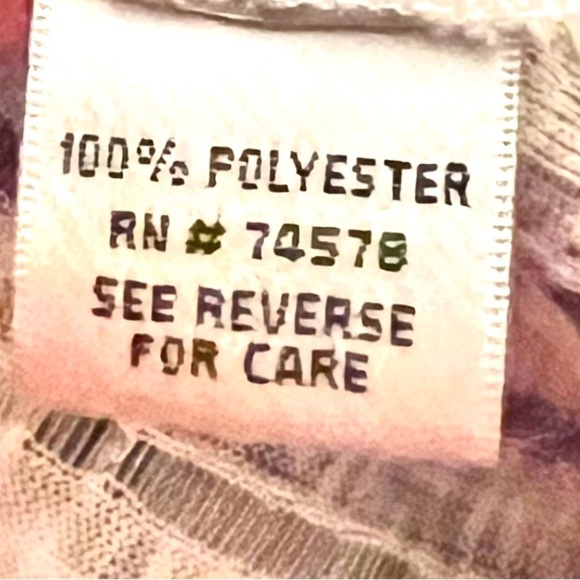 100% POLYESTER
RN # 74578
SEE REVERSE
FOR CARE